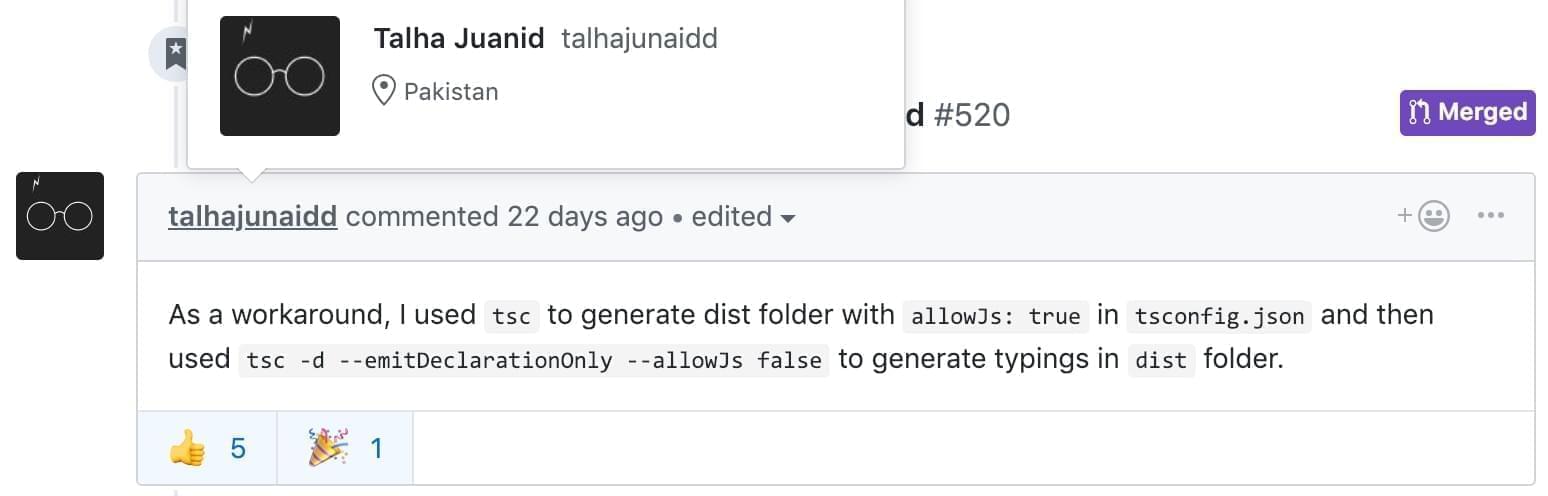 Talha Juanid talhajunaidd
Pakistan
d #520
Merged
talhajunaidd commented 22 days ago • edited
As a workaround, I used tsc to generate dist folder with allowJs: true in tsconfig.json and then
used tsc -d --emitDeclarationOnly --allowJs false to generate typings in dist folder.
5 1